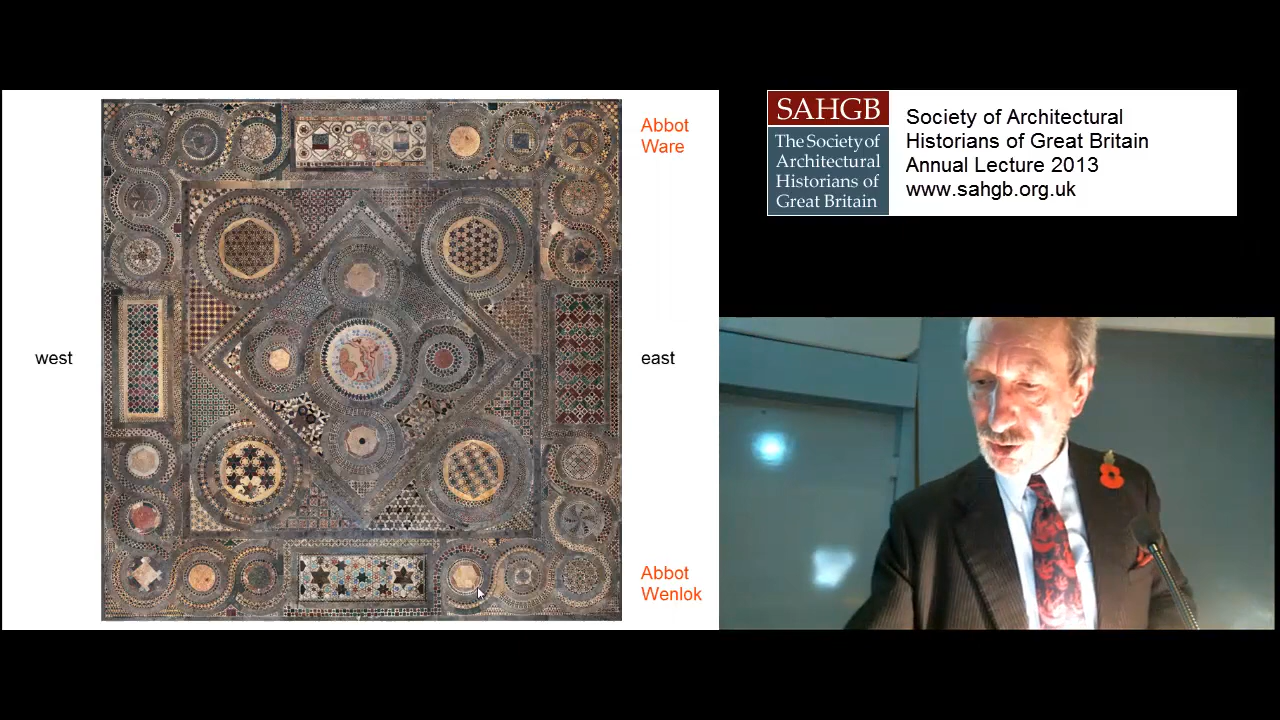 Abbot
Ware
west
east
Abbot
Wenlok
SAHGB
The Society of
Architectural
Historians of
Great Britain
Society of Architectural
Historians of Great Britain
Annual Lecture 2013
www.sahgb.org.uk